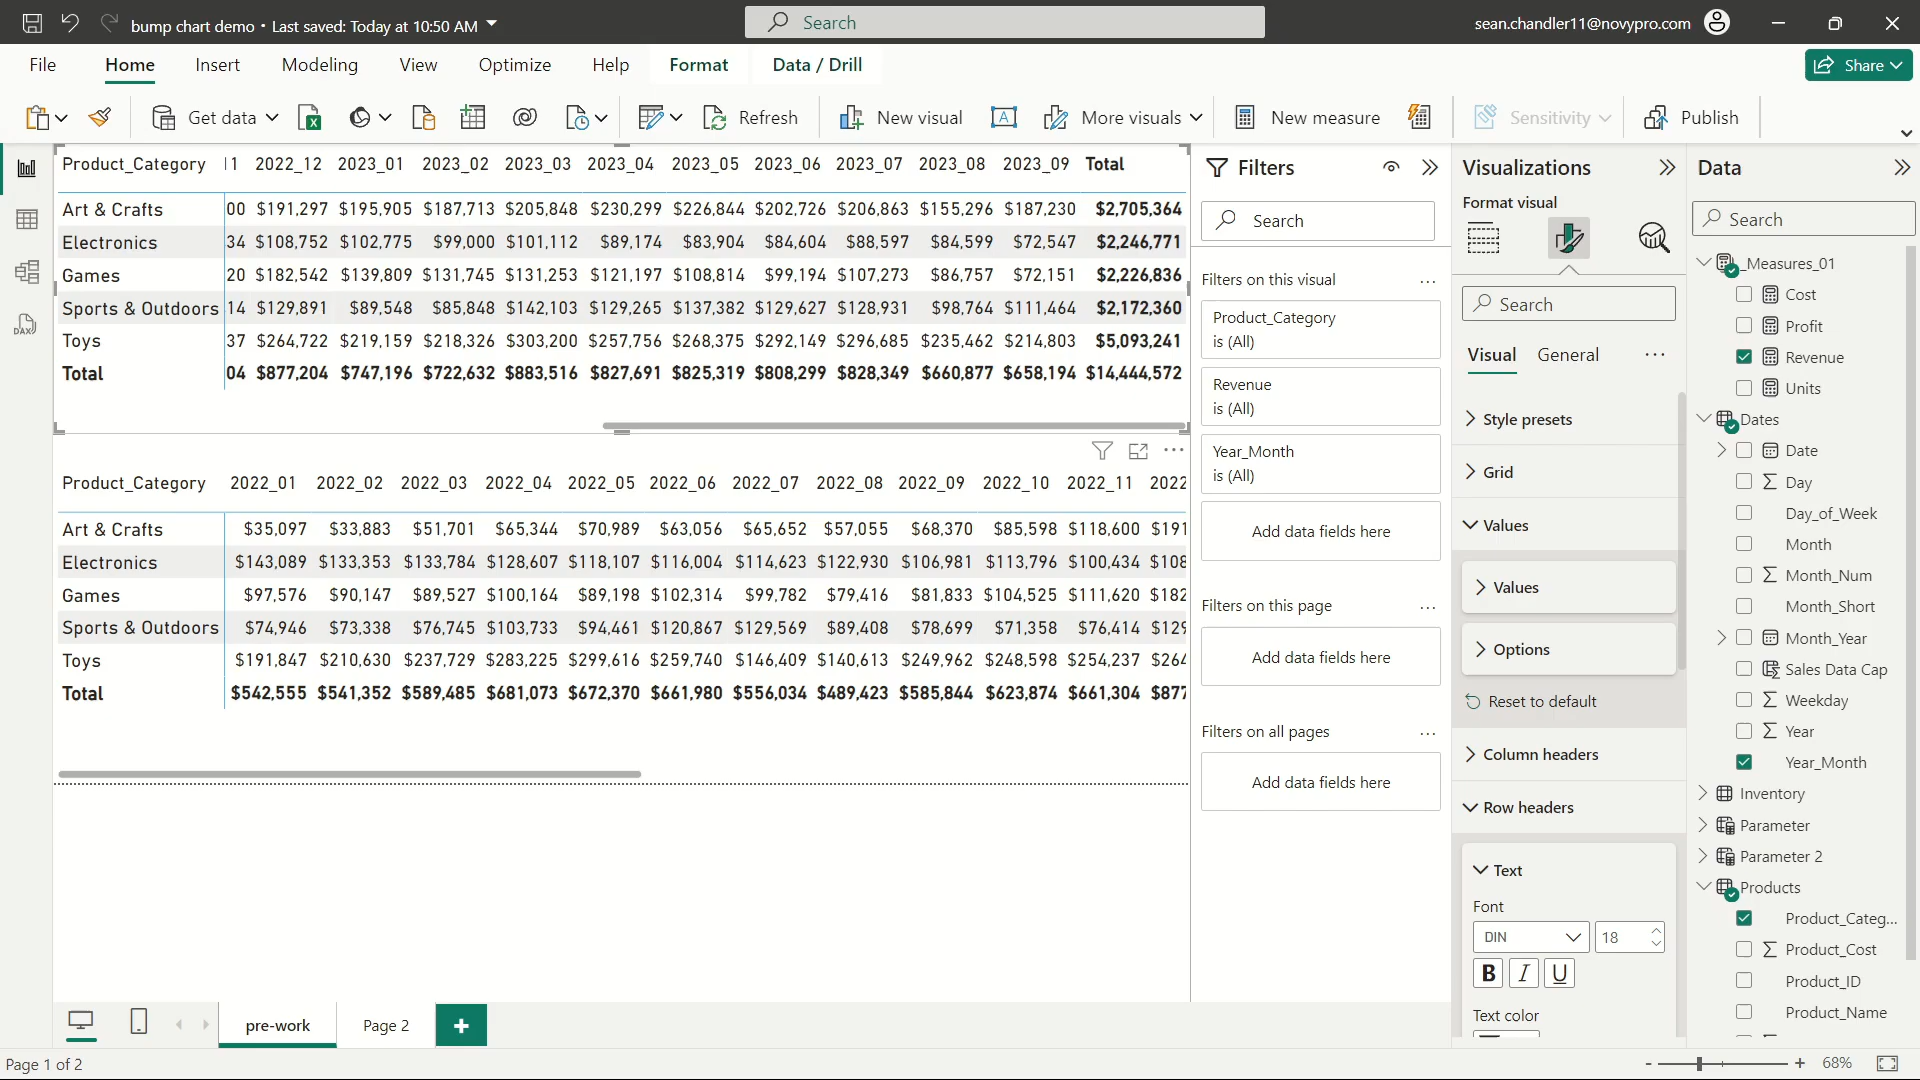 bump chart demo • Last saved: Today at 10:50 AM
Search
sean.chandler11@novypro.com
File Home Insert Modeling View Optimize Help Format Data / Drill
Share
Get data
Refresh
New visual
A
More visuals
New measure
Sensitivity
Publish
DAX
Product_Category 11 2022_12 2023_01 2023_02 2023_03 2023_04 2023_05 2023_06 2023_07 2023_08 2023_09 Total
Art & Crafts 00 $191,297 $195,905 $187,713 $205,848 $230,299 $226,844 $202,726 $206,863 $155,296 $187,230 $2,705,364
Electronics 34 $108,752 $102,775 $99,000 $101,112 $89,174 $83,904 $84,604 $88,597 $84,599 $72,547 $2,246,771
Games 20 $182,542 $139,809 $131,745 $131,253 $121,197 $108,814 $99,194 $107,273 $86,757 $72,151 $2,226,836
Sports & Outdoors 14 $129,891 $89,548 $85,848 $142,103 $129,265 $137,382 $129,627 $128,931 $98,764 $111,464 $2,172,360
Toys 37 $264,722 $219,159 $218,326 $303,200 $257,756 $268,375 $292,149 $296,685 $235,462 $214,803 $5,093,241
Total 04 $877,204 $747,196 $722,632 $883,516 $827,691 $825,319 $808,299 $828,349 $660,877 $658,194 $14,444,572
Product_Category 2022_01 2022_02 2022_03 2022_04 2022_05 2022_06 2022_07 2022_08 2022_09 2022_10 2022_11 2022
Art & Crafts $35,097 $33,883 $51,701 $65,344 $70,989 $63,056 $65,652 $57,055 $68,370 $85,598 $118,600 $191
Electronics $143,089 $133,353 $133,784 $128,607 $118,107 $116,004 $114,623 $122,930 $106,981 $113,796 $100,434 $108
Games $97,576 $90,147 $89,527 $100,164 $89,198 $102,314 $99,782 $79,416 $81,833 $104,525 $111,620 $182
Sports & Outdoors $74,946 $73,338 $76,745 $103,733 $94,461 $120,867 $129,569 $89,408 $78,699 $71,358 $76,414 $129
Toys $191,847 $210,630 $237,729 $283,225 $299,616 $259,740 $146,409 $140,613 $249,962 $248,598 $254,237 $264
Total $542,555 $541,352 $589,485 $681,073 $672,370 $661,980 $556,034 $489,423 $585,844 $623,874 $661,304 $877
Filters
Search
Filters on this visual
Product_Category
is (All)
Revenue
is (All)
Year_Month
is (All)
Add data fields here
Filters on this page
Add data fields here
Filters on all pages
Add data fields here
Visualizations
Format visual
Search
Visual General
Style presets
Grid
Values
Values
Options
Reset to default
Column headers
Row headers
Text
Font
DIN 18
B I U
Text color
Data
Search
_Measures_01
Cost
Profit
Revenue
Units
Dates
Date
Day
Day_of_Week
Month
Month_Num
Month_Short
Month_Year
Sales Data Cap
Weekday
Year
Year_Month
Inventory
Parameter
Parameter 2
Products
Product_Categ...
Product_Cost
Product_ID
Product_Name
pre-work Page 2
Page 1 of 2
- + 68%